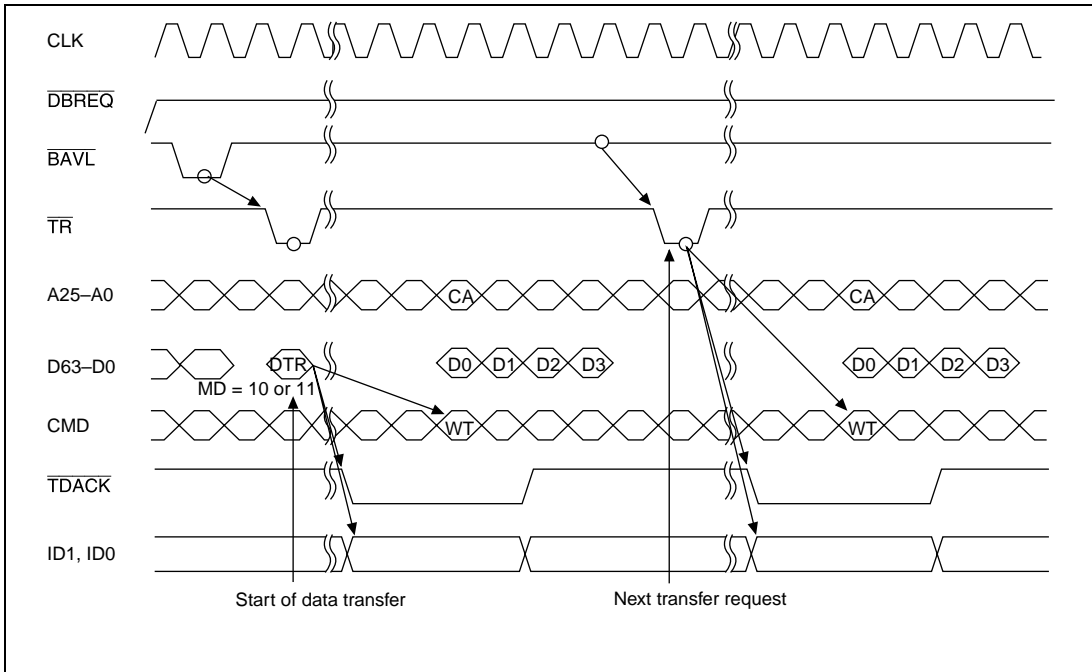 CLK
DBREQ
BAVL
TR
A25–A0 CA CA
D63–D0 DTR D0 D1 D2 D3 D0 D1 D2 D3
MD = 10 or 11
CMD WT WT
TDACK
ID1, ID0
Start of data transfer Next transfer request